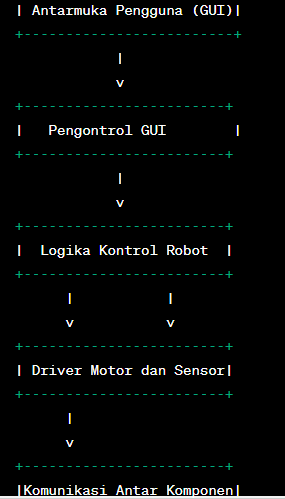 | Antarmuka Pengguna (GUI)|
+-------------------------+
|
v
+------------------------+
|   Pengontrol GUI        |
+------------------------+
|
v
+------------------------+
|  Logika Kontrol Robot  |
+------------------------+
|           |
v           v
+------------------------+
| Driver Motor dan Sensor|
+------------------------+
|
v
+------------------------+
|Komunikasi Antar Komponen|